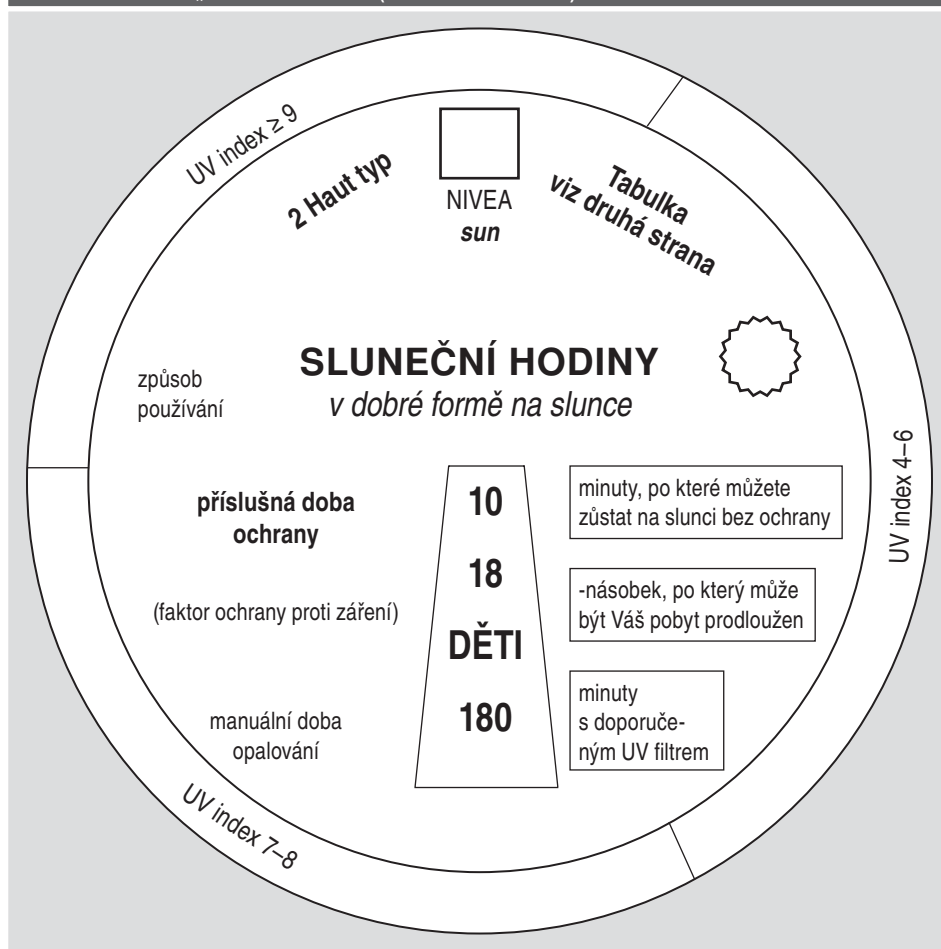 UV index ≥ 9
2 Haut typ
NIVEA
sun
Tabulka
viz druhá strana
SLUNEČNÍ HODINY
v dobré formě na slunce
způsob
používání
UV index 4–6
příslušná doba
ochrany
10
minuty, po které můžete
zůstat na slunci bez ochrany
(faktor ochrany proti záření)
18
-násobek, po který může
být Váš pobyt prodloužen
DĚTI
manuální doba
opalování
180
minuty
s doporuče-
ným UV filtrem
UV index 7–8